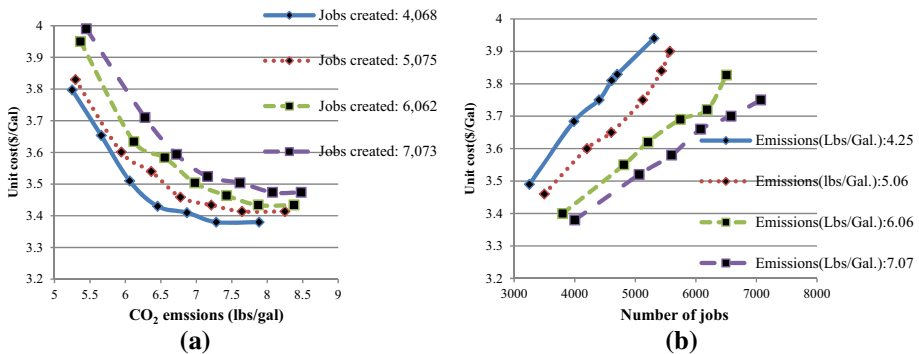 4
3.9
3.8
3.7
3.6
3.5
3.4
3.3
3.2
Unit cost($/Gal)
5 5.5 6 6.5 7 7.5 8 8.5 9
CO2 emssions (lbs/gal)
Jobs created: 4,068
Jobs created: 5,075
Jobs created: 6,062
Jobs created: 7,073
(a)
4
3.9
3.8
3.7
3.6
3.5
3.4
3.3
3.2
Unit cost($/Gal)
3000 4000 5000 6000 7000 8000
Number of jobs
Emissions(Lbs/Gal.):4.25
Emissions(lbs/Gal.):5.06
Emissions(Lbs/Gal.):6.06
Emissions(Lbs/Gal.):7.07
(b)